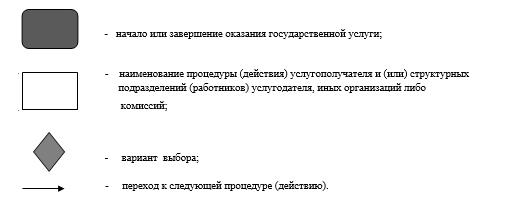 - начало или завершение оказания государственной услуги;
- наименование процедуры (действия) услугополучателя и (или) структурных
подразделений (работников) услугодателя, иных организаций либо
комиссий;
- вариант выбора;
- переход к следующей процедуре (действию).